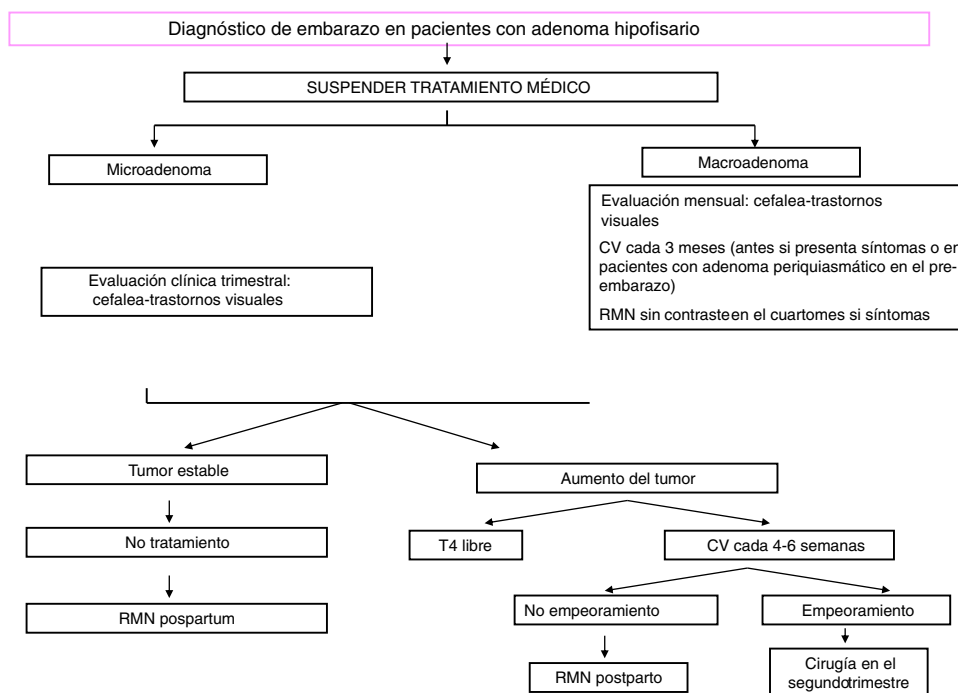 Diagnóstico de embarazo en pacientes con adenoma hipofisario
SUSPENDER TRATAMIENTO MÉDICO
Microadenoma
Macroadenoma
Evaluación mensual: cefalea-trastornos
visuales
CV cada 3 meses (antes si presenta síntomas o en
pacientes con adenoma periquiasmático en el pre-
embarazo)
RMN sin contrasteen el cuartomes si síntomas
Evaluación clínica trimestral:
cefalea-trastornos visuales
Tumor estable
Aumento del tumor
No tratamiento
T4 libre
CV cada 4-6 semanas
RMN pospartum
No empeoramiento
Empeoramiento
RMN postparto
Cirugía en el
segundotrimestre